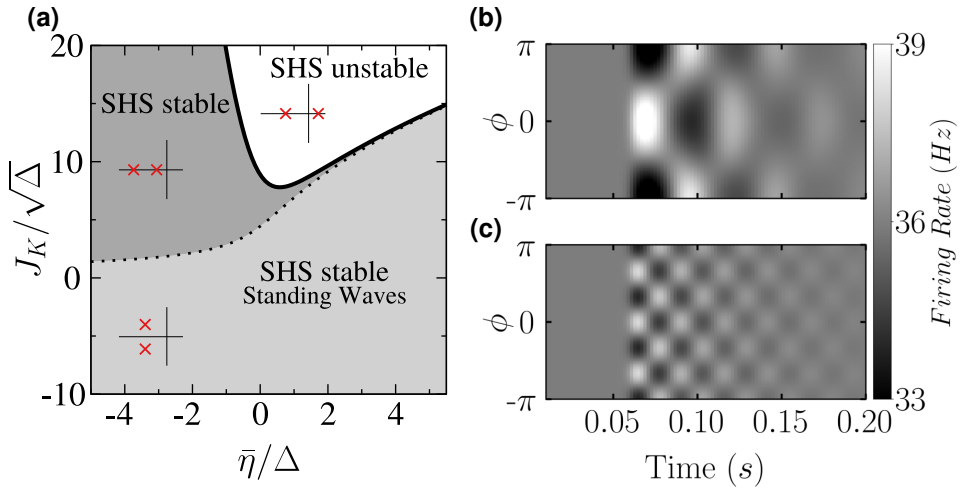 (a)
20
10
0
-10
J_K/√Δ
SHS stable
SHS unstable
SHS stable
Standing Waves
-4
-2
0
2
4
η̄/Δ
(b)
π
0
-π
ϕ
(c)
π
0
-π
ϕ
0.05
0.10
0.15
0.20
Time (s)
39
36
33
Firing Rate (Hz)